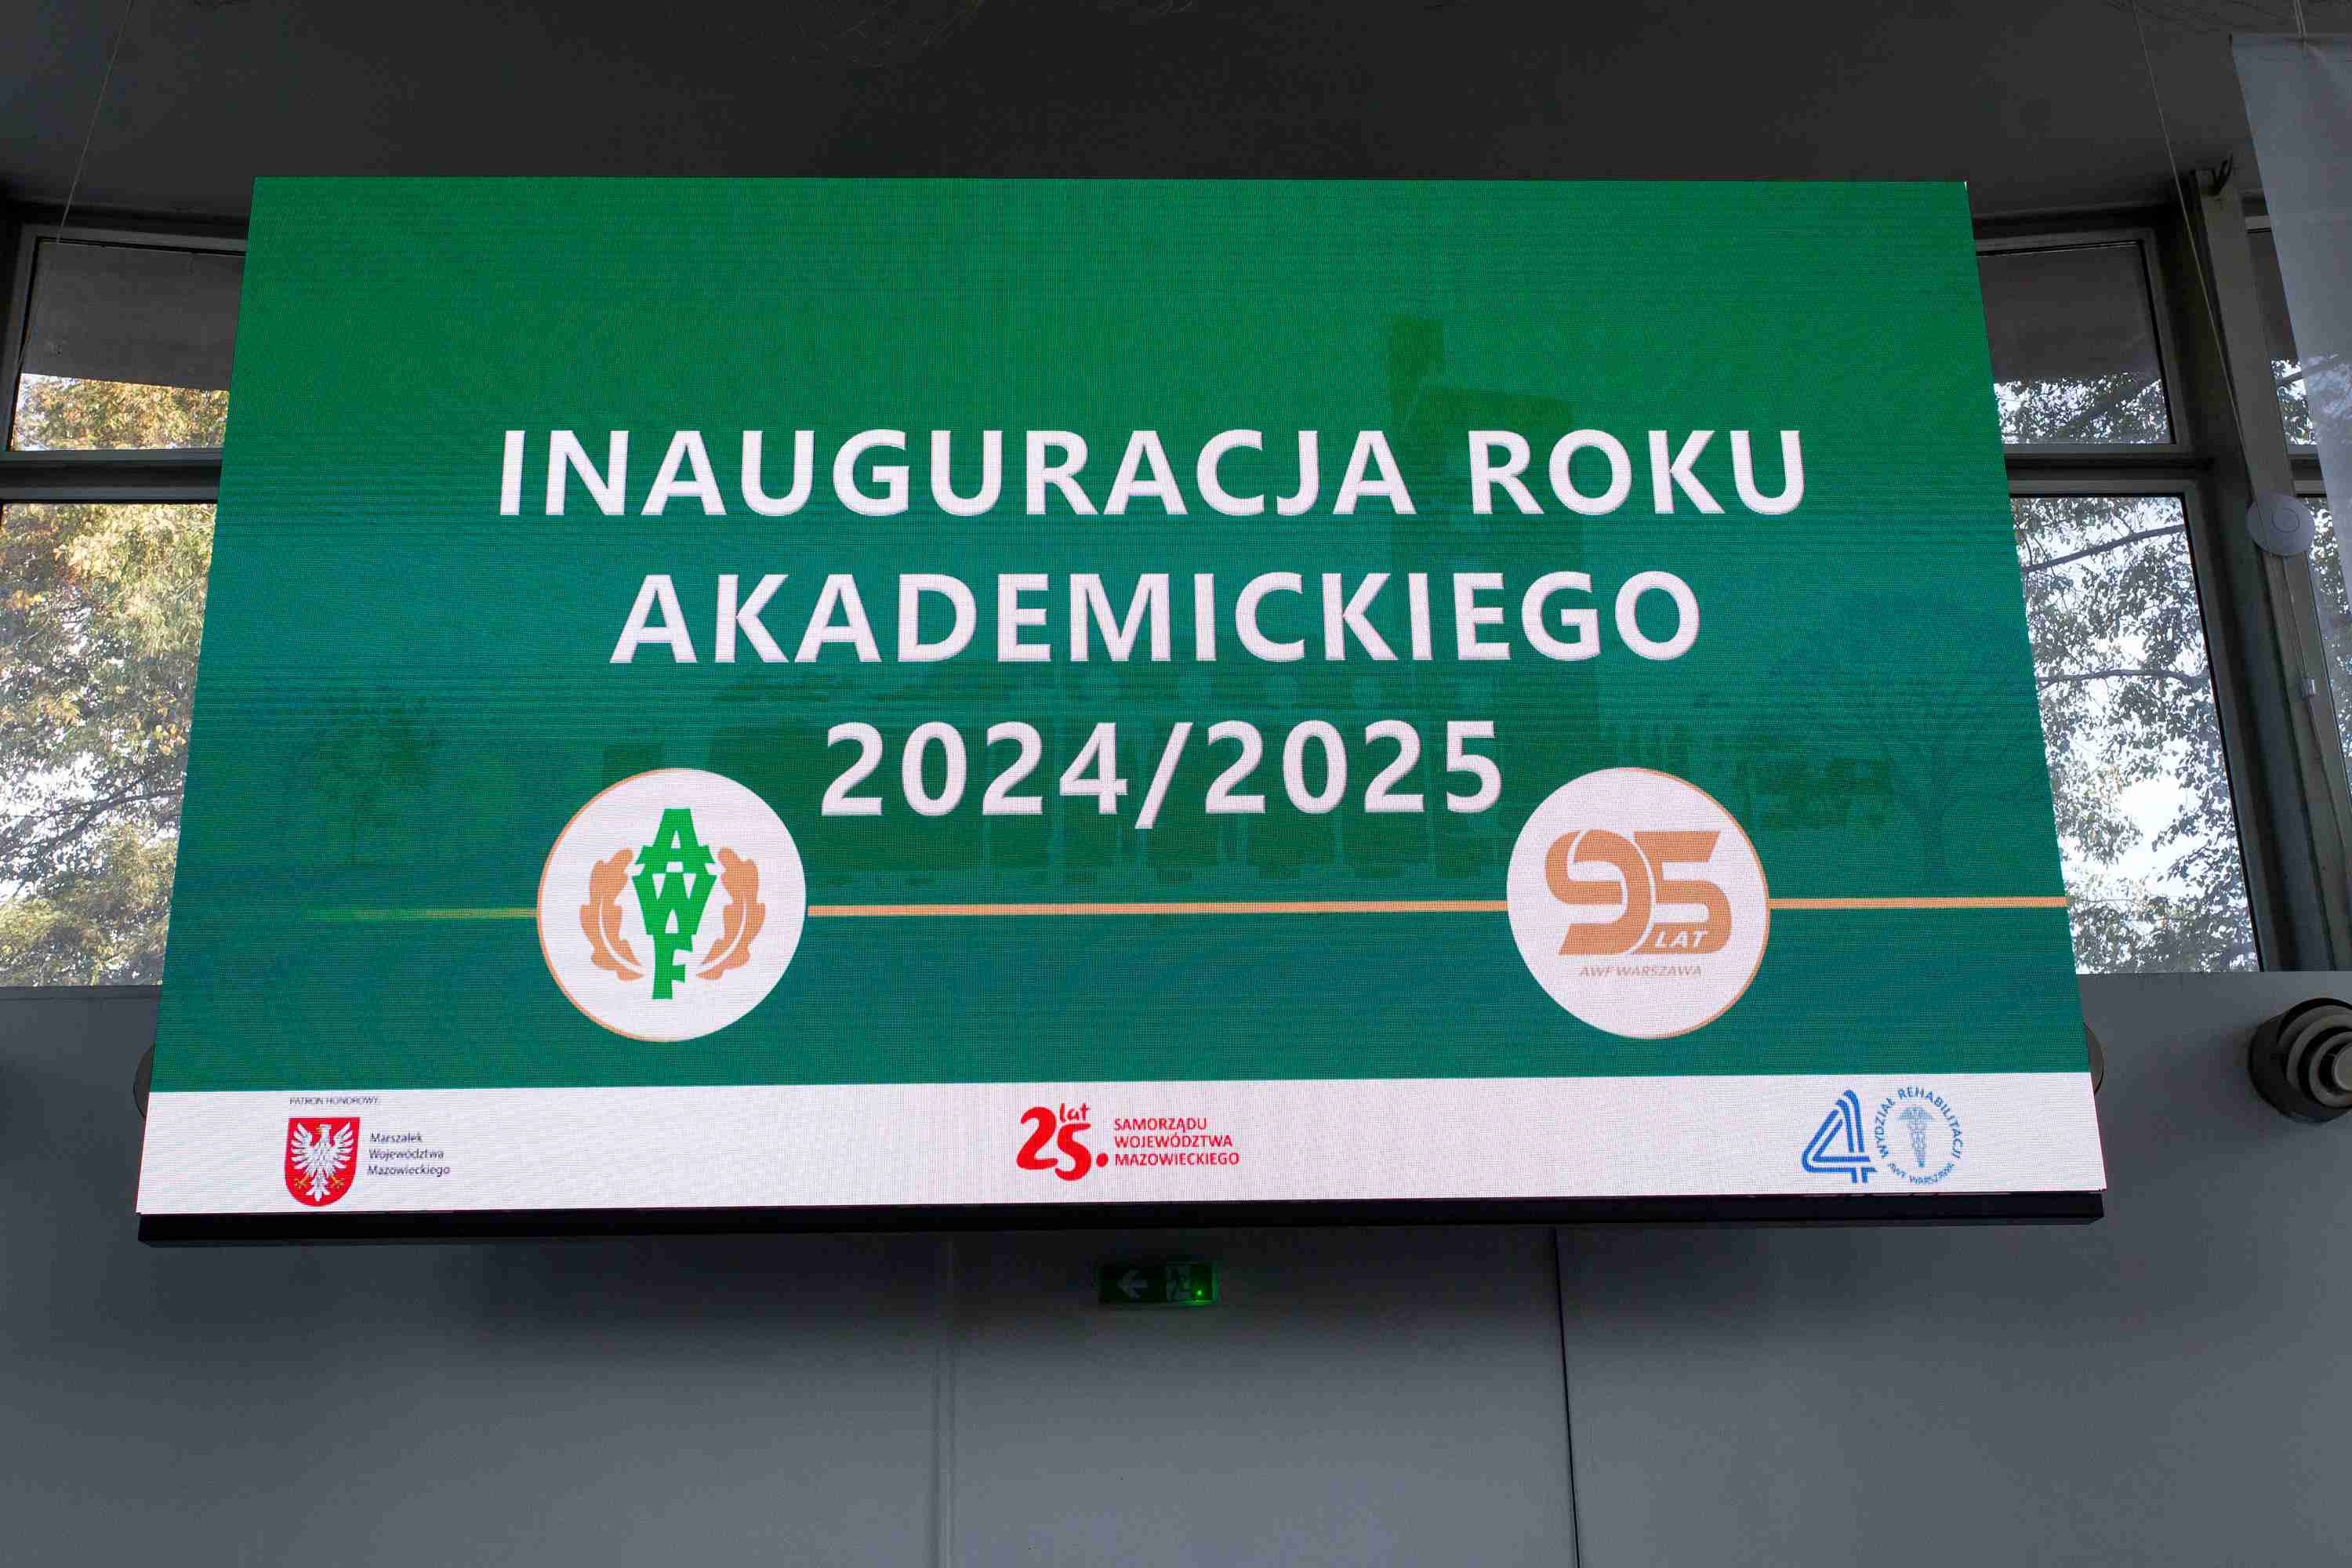 INAUGURACJA ROKU
AKADEMICKIEGO
2024/2025
AWF
95
LAT
AWF WARSZAWA
PATRON HONOROWY:
Marszałek
Województwa
Mazowieckiego
25 lat
SAMORZĄDU
WOJEWÓDZTWA
MAZOWIECKIEGO
4
WYDZIAŁ REHABILITACJI
AWF WARSZAWA